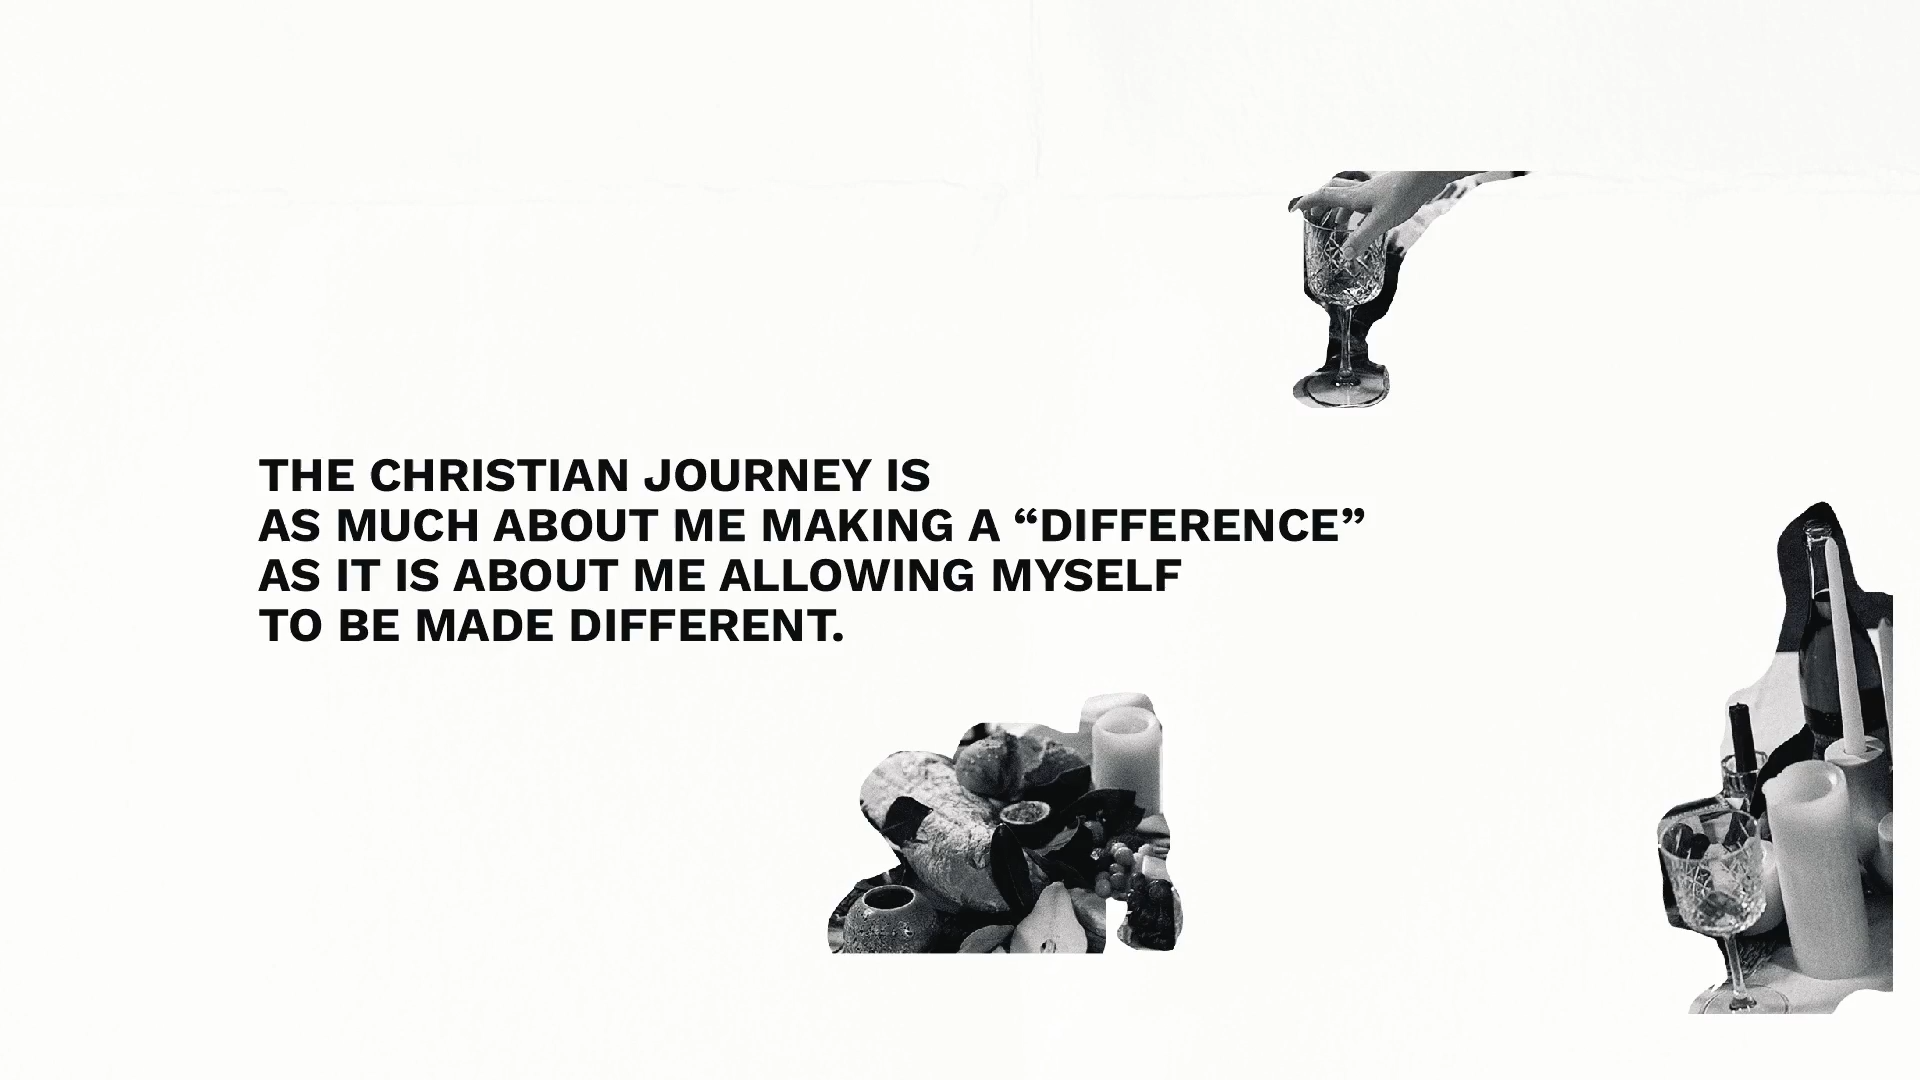 THE CHRISTIAN JOURNEY IS
AS MUCH ABOUT ME MAKING A “DIFFERENCE”
AS IT IS ABOUT ME ALLOWING MYSELF
TO BE MADE DIFFERENT.